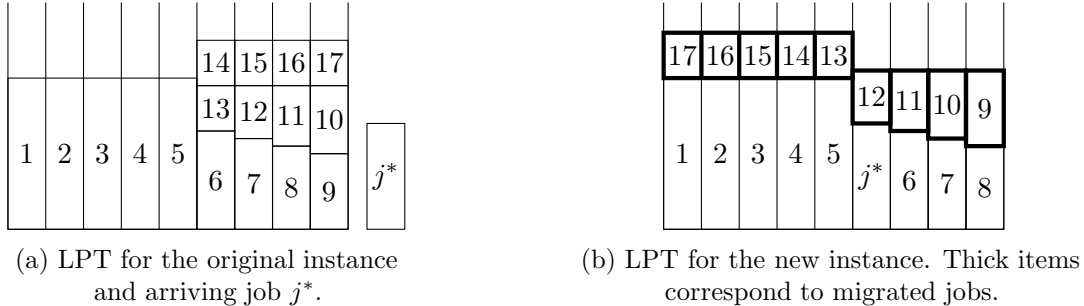 14 15 16 17
13 12 11 10
1 2 3 4 5 6 7 8 9 j*
(a) LPT for the original instance
and arriving job j*.
17 16 15 14 13
12 11 10 9
1 2 3 4 5 j* 6 7 8
(b) LPT for the new instance. Thick items
correspond to migrated jobs.